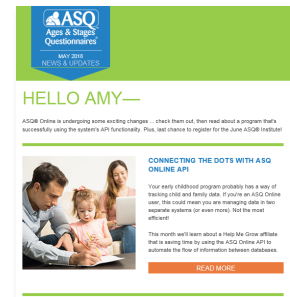 ASQ
Ages & Stages
Questionnaires®
MAY 2018
NEWS & UPDATES
HELLO AMY—
ASQ® Online is undergoing some exciting changes ... check them out, then read about a program that's
successfully using the system's API functionality. Plus, last chance to register for the June ASQ® Institute!
CONNECTING THE DOTS WITH ASQ
ONLINE API
Your early childhood program probably has a way of
tracking child and family data. If you're an ASQ Online
user, this could mean you are managing data in two
separate systems (or even more). Not the most
efficient!
This month we'll learn about a Help Me Grow affiliate
that is saving time by using the ASQ Online API to
automate the flow of information between databases.
READ MORE